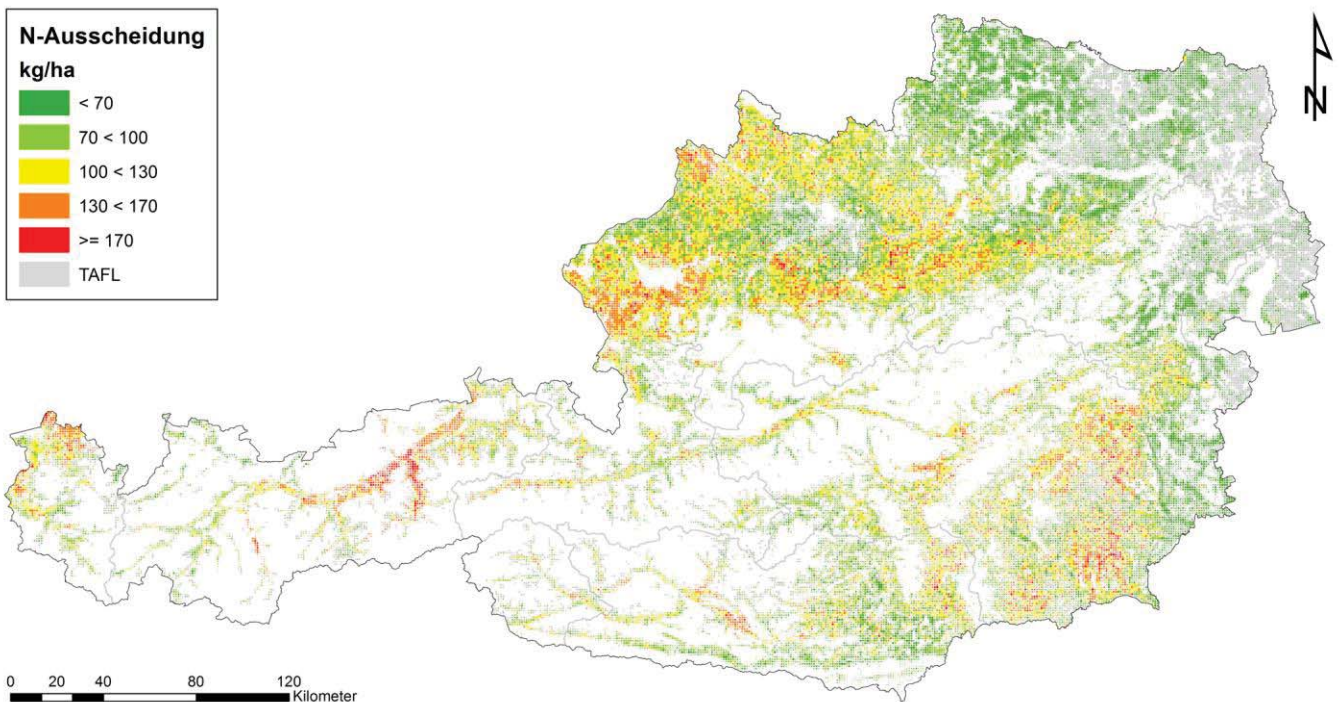 N-Ausscheidung
kg/ha
< 70
70 < 100
100 < 130
130 < 170
>= 170
TAFL
N
0 20 40 80 120
Kilometer